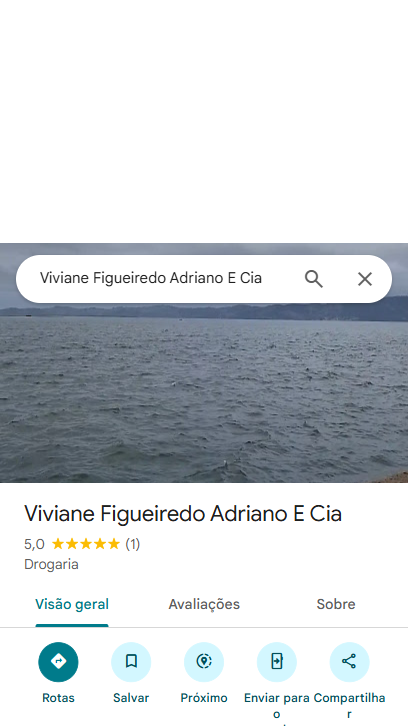 Viviane Figueiredo Adriano E Cia
Viviane Figueiredo Adriano E Cia
5,0 ★★★★★ (1)
Drogaria
Visão geral Avaliações Sobre
Rotas Salvar Próximo Enviar para o Compartilhar